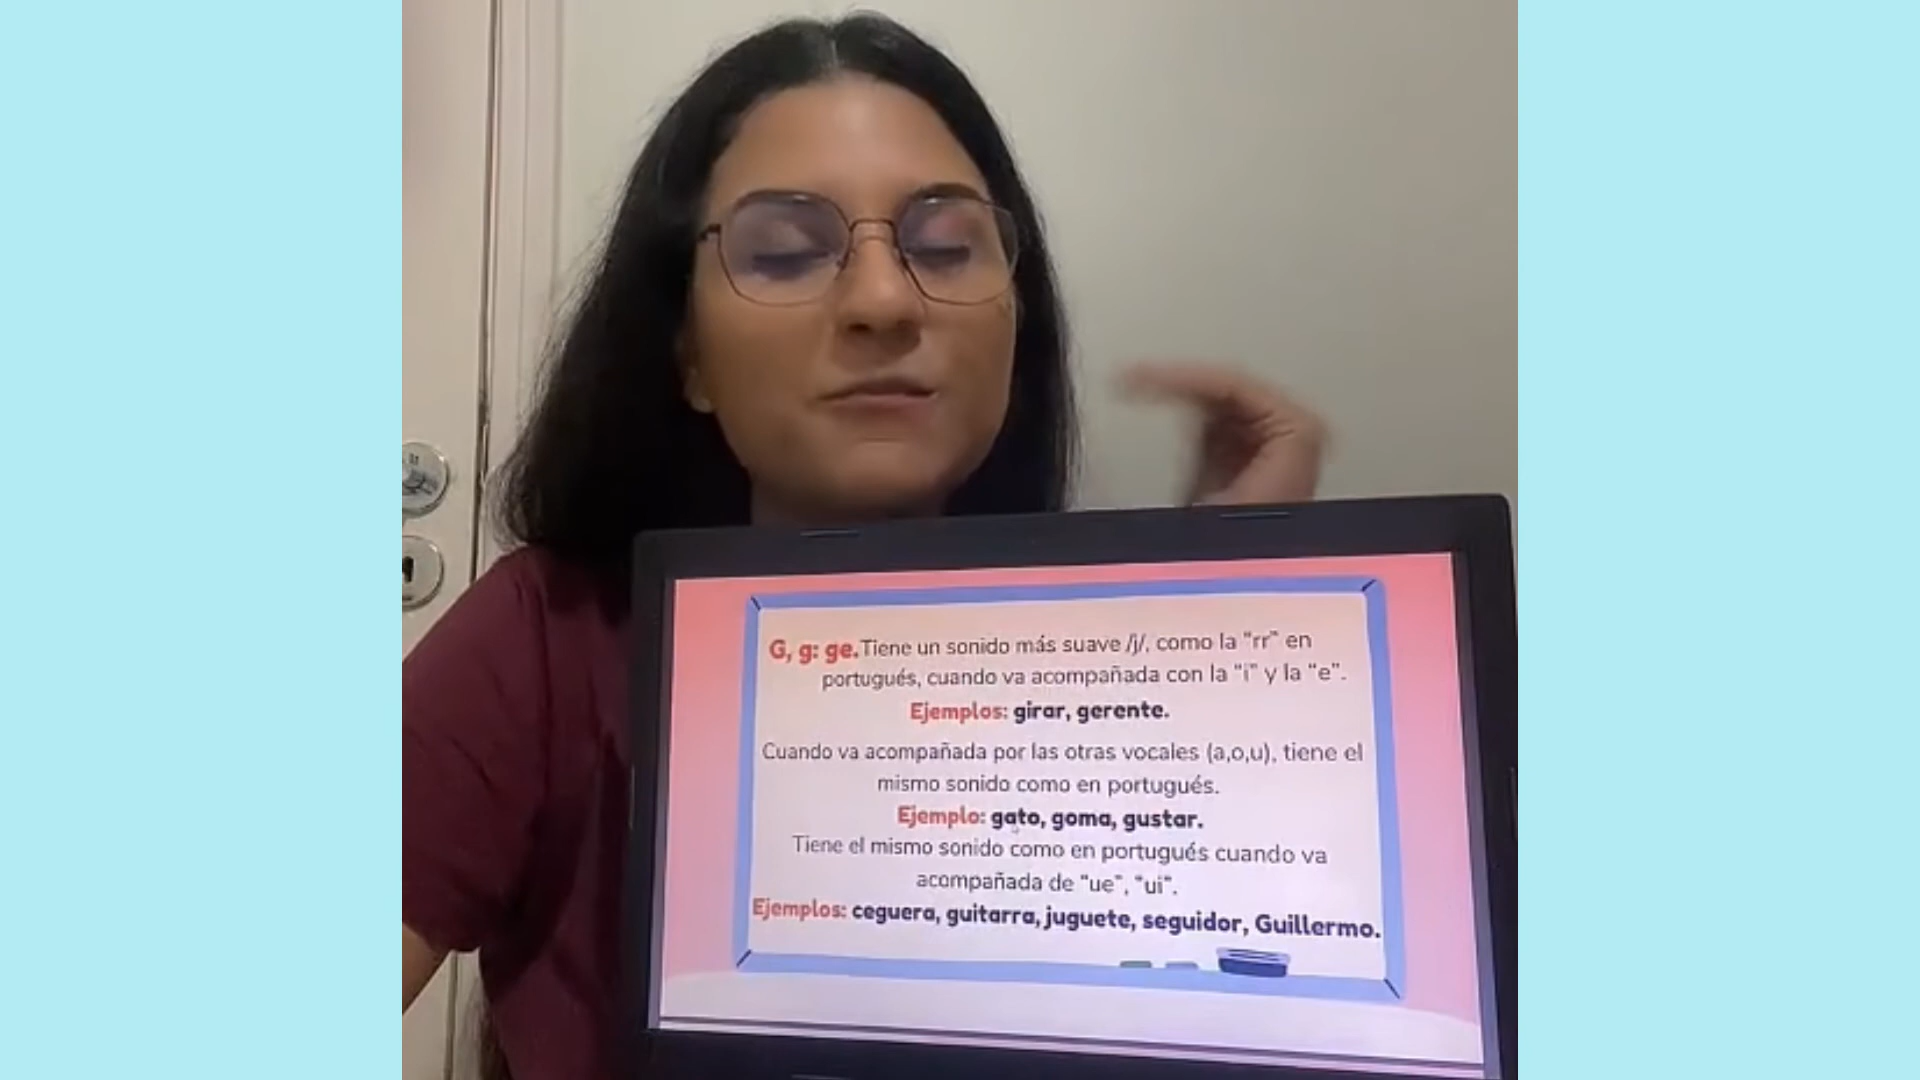 G, g: ge. Tiene un sonido más suave /j/, como la "rr" en
portugués, cuando va acompañada con la "i" y la "e".
Ejemplos: girar, gerente.
Cuando va acompañada por las otras vocales (a,o,u), tiene el
mismo sonido como en portugués.
Ejemplo: gato, goma, gustar.
Tiene el mismo sonido como en portugués cuando va
acompañada de "ue", "ui".
Ejemplos: ceguera, guitarra, juguete, seguidor, Guillermo.